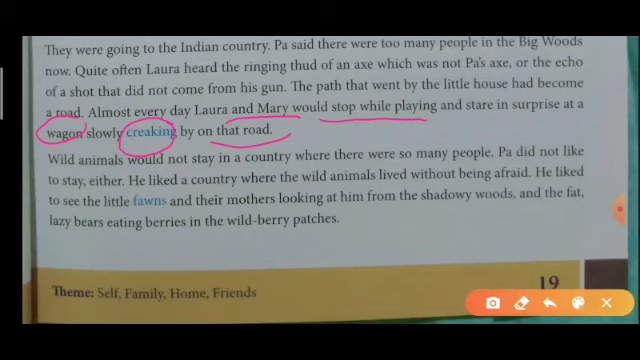 They were going to the Indian country. Pa said there were too many people in the Big Woods
now. Quite often Laura heard the ringing thud of an axe which was not Pa's axe, or the echo
of a shot that did not come from his gun. The path that went by the little house had become
a road. Almost every day Laura and Mary would stop while playing and stare in surprise at a
wagon slowly creaking by on that road.
Wild animals would not stay in a country where there were so many people. Pa did not like
to stay, either. He liked a country where the wild animals lived without being afraid. He liked
to see the little fawns and their mothers looking at him from the shadowy woods, and the fat,
lazy bears eating berries in the wild-berry patches.
Theme: Self, Family, Home, Friends
19